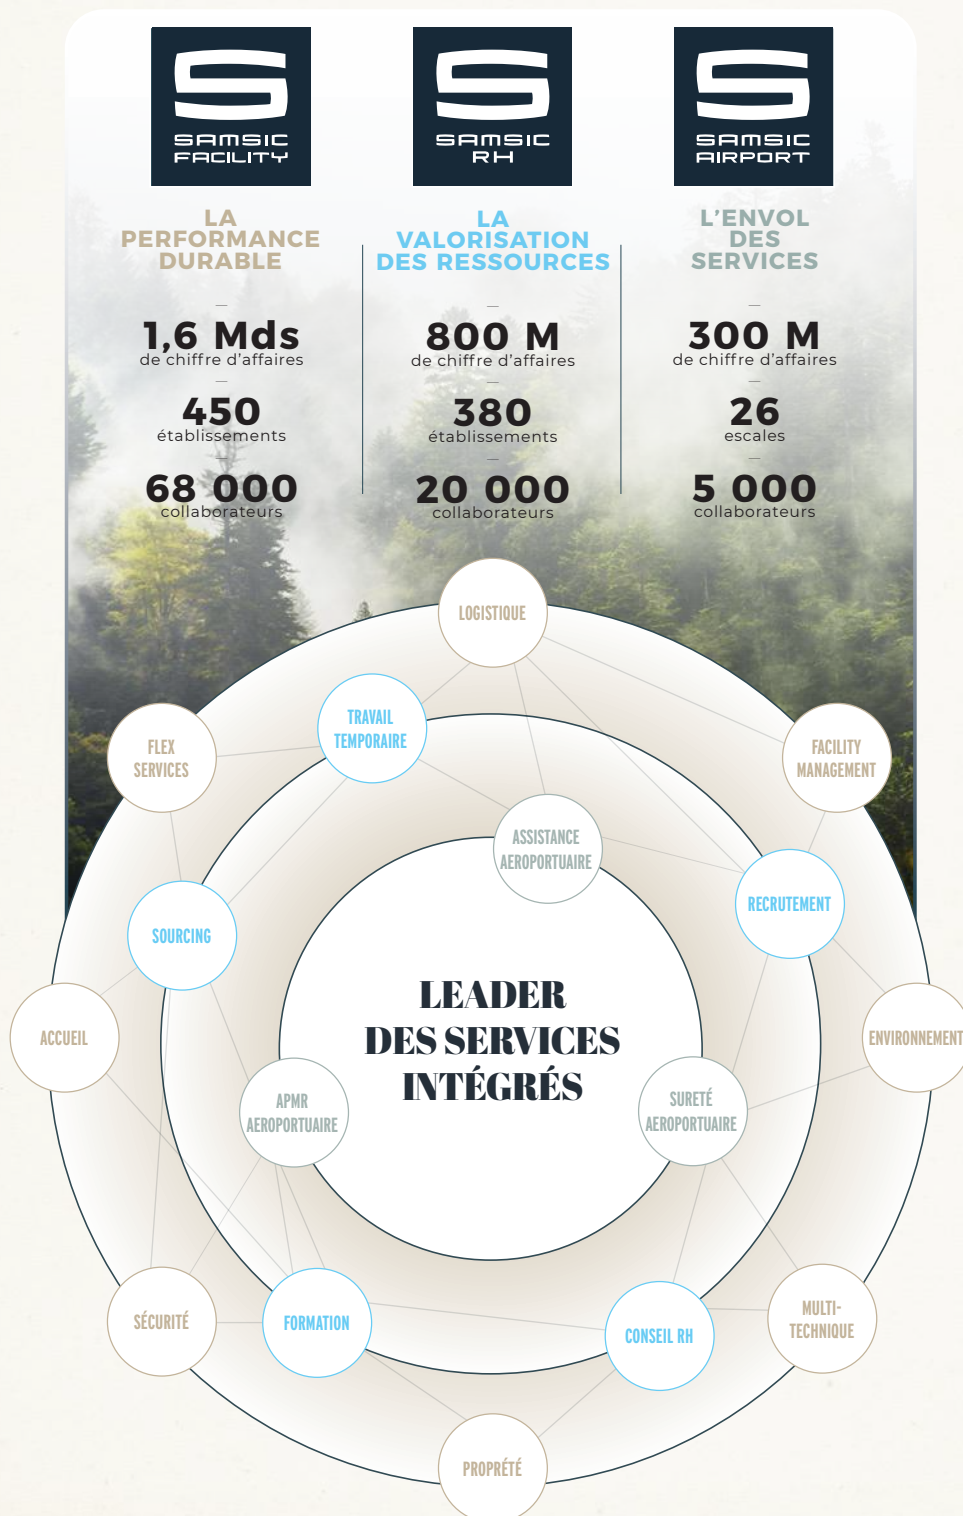 SAMSIC
FACILITY
LA
PERFORMANCE
DURABLE
1,6 Mds
de chiffre d'affaires
450
établissements
68 000
collaborateurs
SAMSIC
RH
LA
VALORISATION
DES RESSOURCES
800 M
de chiffre d'affaires
380
établissements
20 000
collaborateurs
SAMSIC
AIRPORT
L'ENVOL
DES
SERVICES
300 M
de chiffre d'affaires
26
escales
5 000
collaborateurs
LOGISTIQUE
TRAVAIL
TEMPORAIRE
FLEX
SERVICES
FACILITY
MANAGEMENT
ASSISTANCE
AEROPORTUAIRE
RECRUTEMENT
SOURCING
LEADER
DES SERVICES
INTÉGRÉS
ACCUEIL
ENVIRONNEMENT
APMR
AEROPORTUAIRE
SURETÉ
AEROPORTUAIRE
SÉCURITÉ
FORMATION
CONSEIL RH
MULTI-
TECHNIQUE
PROPRÉTÉ